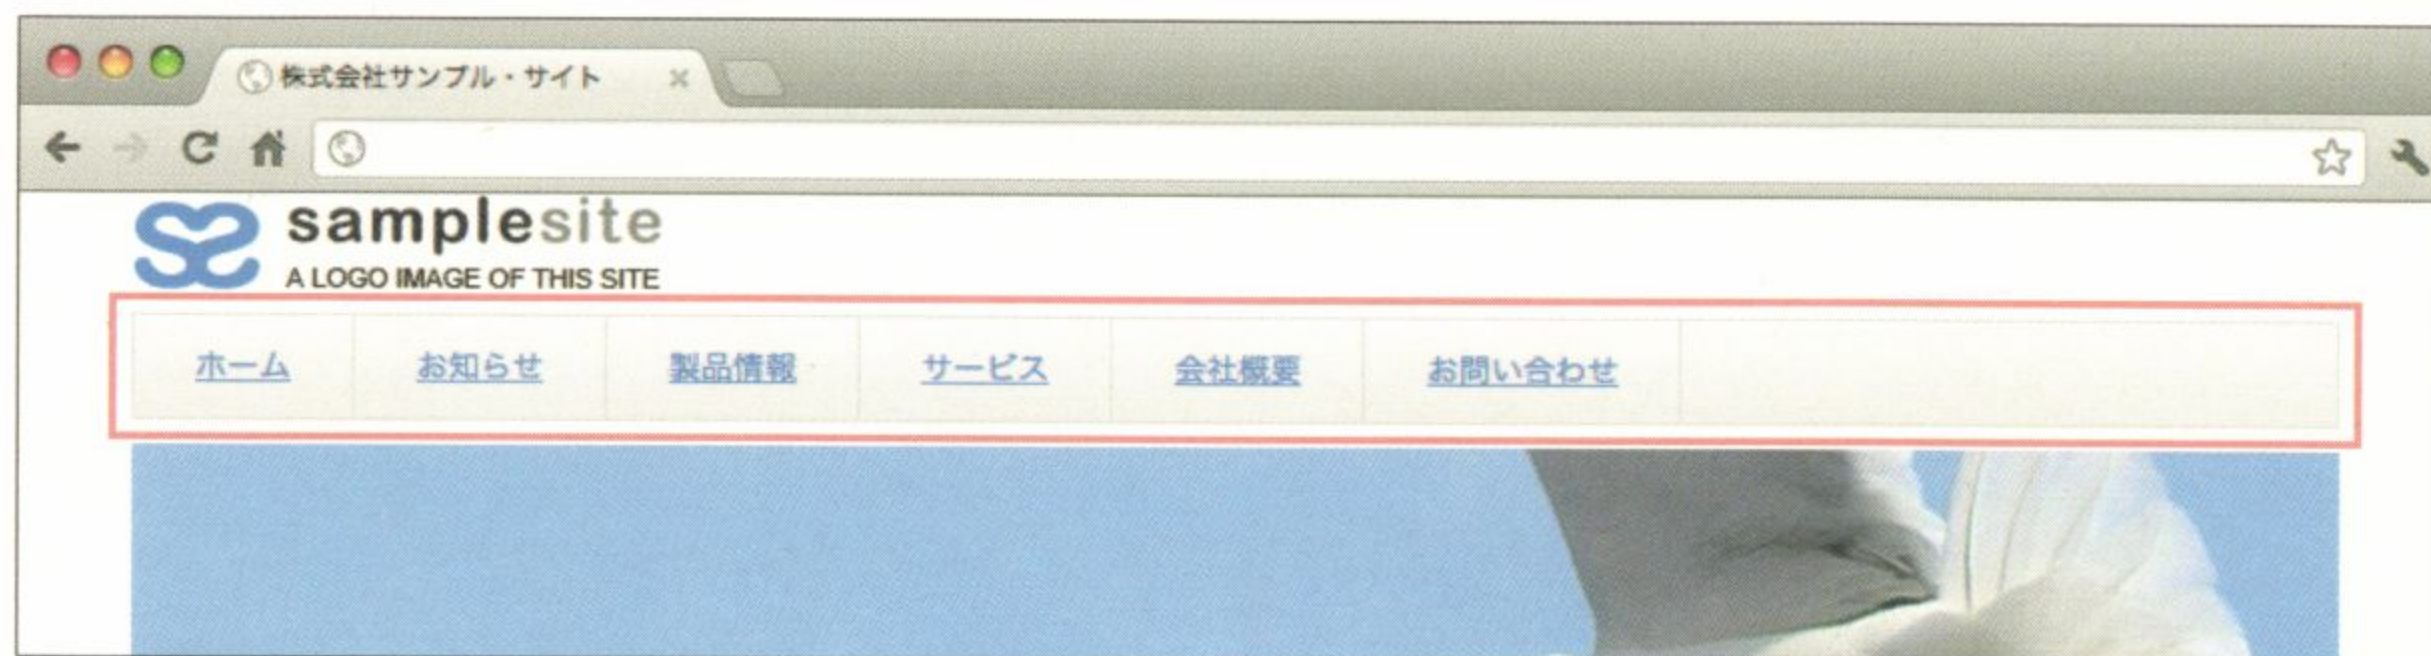 株式会社サンプル・サイト
samplesite
A LOGO IMAGE OF THIS SITE
ホーム お知らせ 製品情報 サービス 会社概要 お問い合わせ